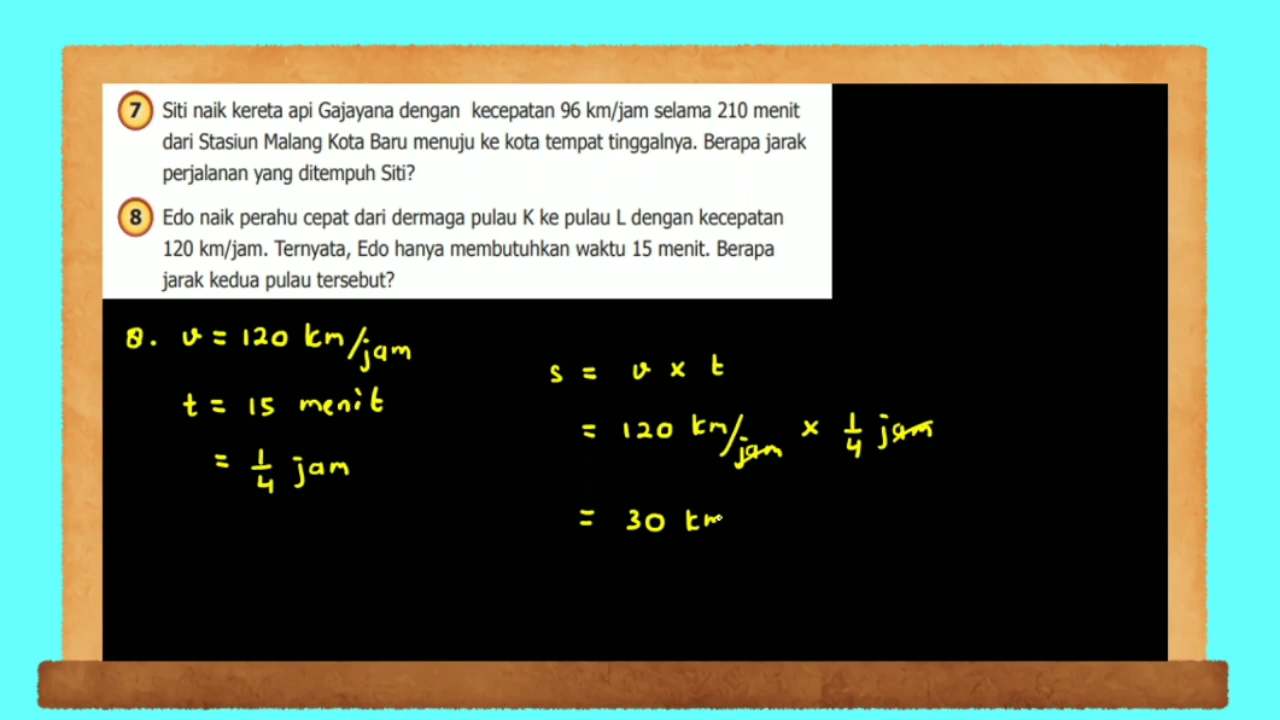 7 Siti naik kereta api Gajayana dengan kecepatan 96 km/jam selama 210 menit
dari Stasiun Malang Kota Baru menuju ke kota tempat tinggalnya. Berapa jarak
perjalanan yang ditempuh Siti?
8 Edo naik perahu cepat dari dermaga pulau K ke pulau L dengan kecepatan
120 km/jam. Ternyata, Edo hanya membutuhkan waktu 15 menit. Berapa
jarak kedua pulau tersebut?
8. v = 120 km/jam
t = 15 menit
= 1/4 jam
s = v x t
= 120 km/jam x 1/4 jam
= 30 km